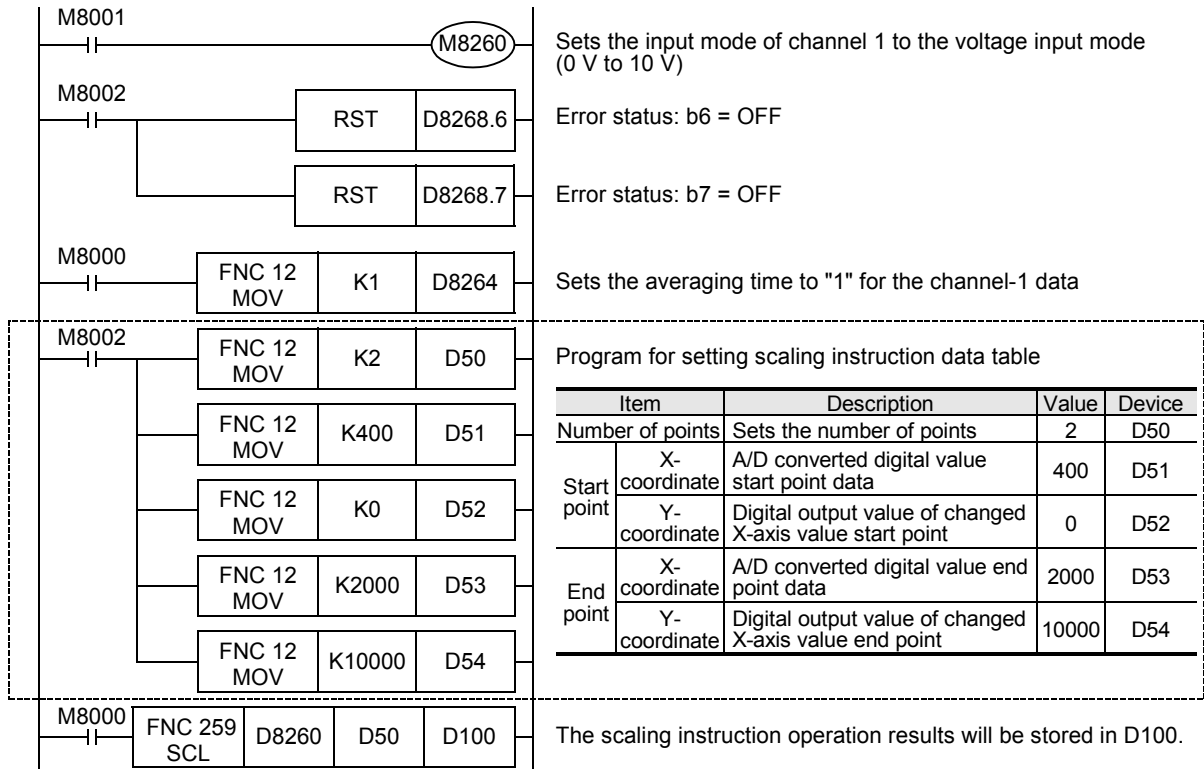 M8001
M8260
Sets the input mode of channel 1 to the voltage input mode
(0 V to 10 V)
M8002
RST D8268.6
Error status: b6 = OFF
RST D8268.7
Error status: b7 = OFF
M8000
FNC 12
MOV K1 D8264
Sets the averaging time to "1" for the channel-1 data
M8002
FNC 12
MOV K2 D50
FNC 12
MOV K400 D51
FNC 12
MOV K0 D52
FNC 12
MOV K2000 D53
FNC 12
MOV K10000 D54
Program for setting scaling instruction data table
Item Description Value Device
Number of points Sets the number of points 2 D50
Start
point
X-
coordinate
A/D converted digital value
start point data
400 D51
Y-
coordinate
Digital output value of changed
X-axis value start point
0 D52
End
point
X-
coordinate
A/D converted digital value end
point data
2000 D53
Y-
coordinate
Digital output value of changed
X-axis value end point
10000 D54
M8000
FNC 259
SCL D8260 D50 D100
The scaling instruction operation results will be stored in D100.